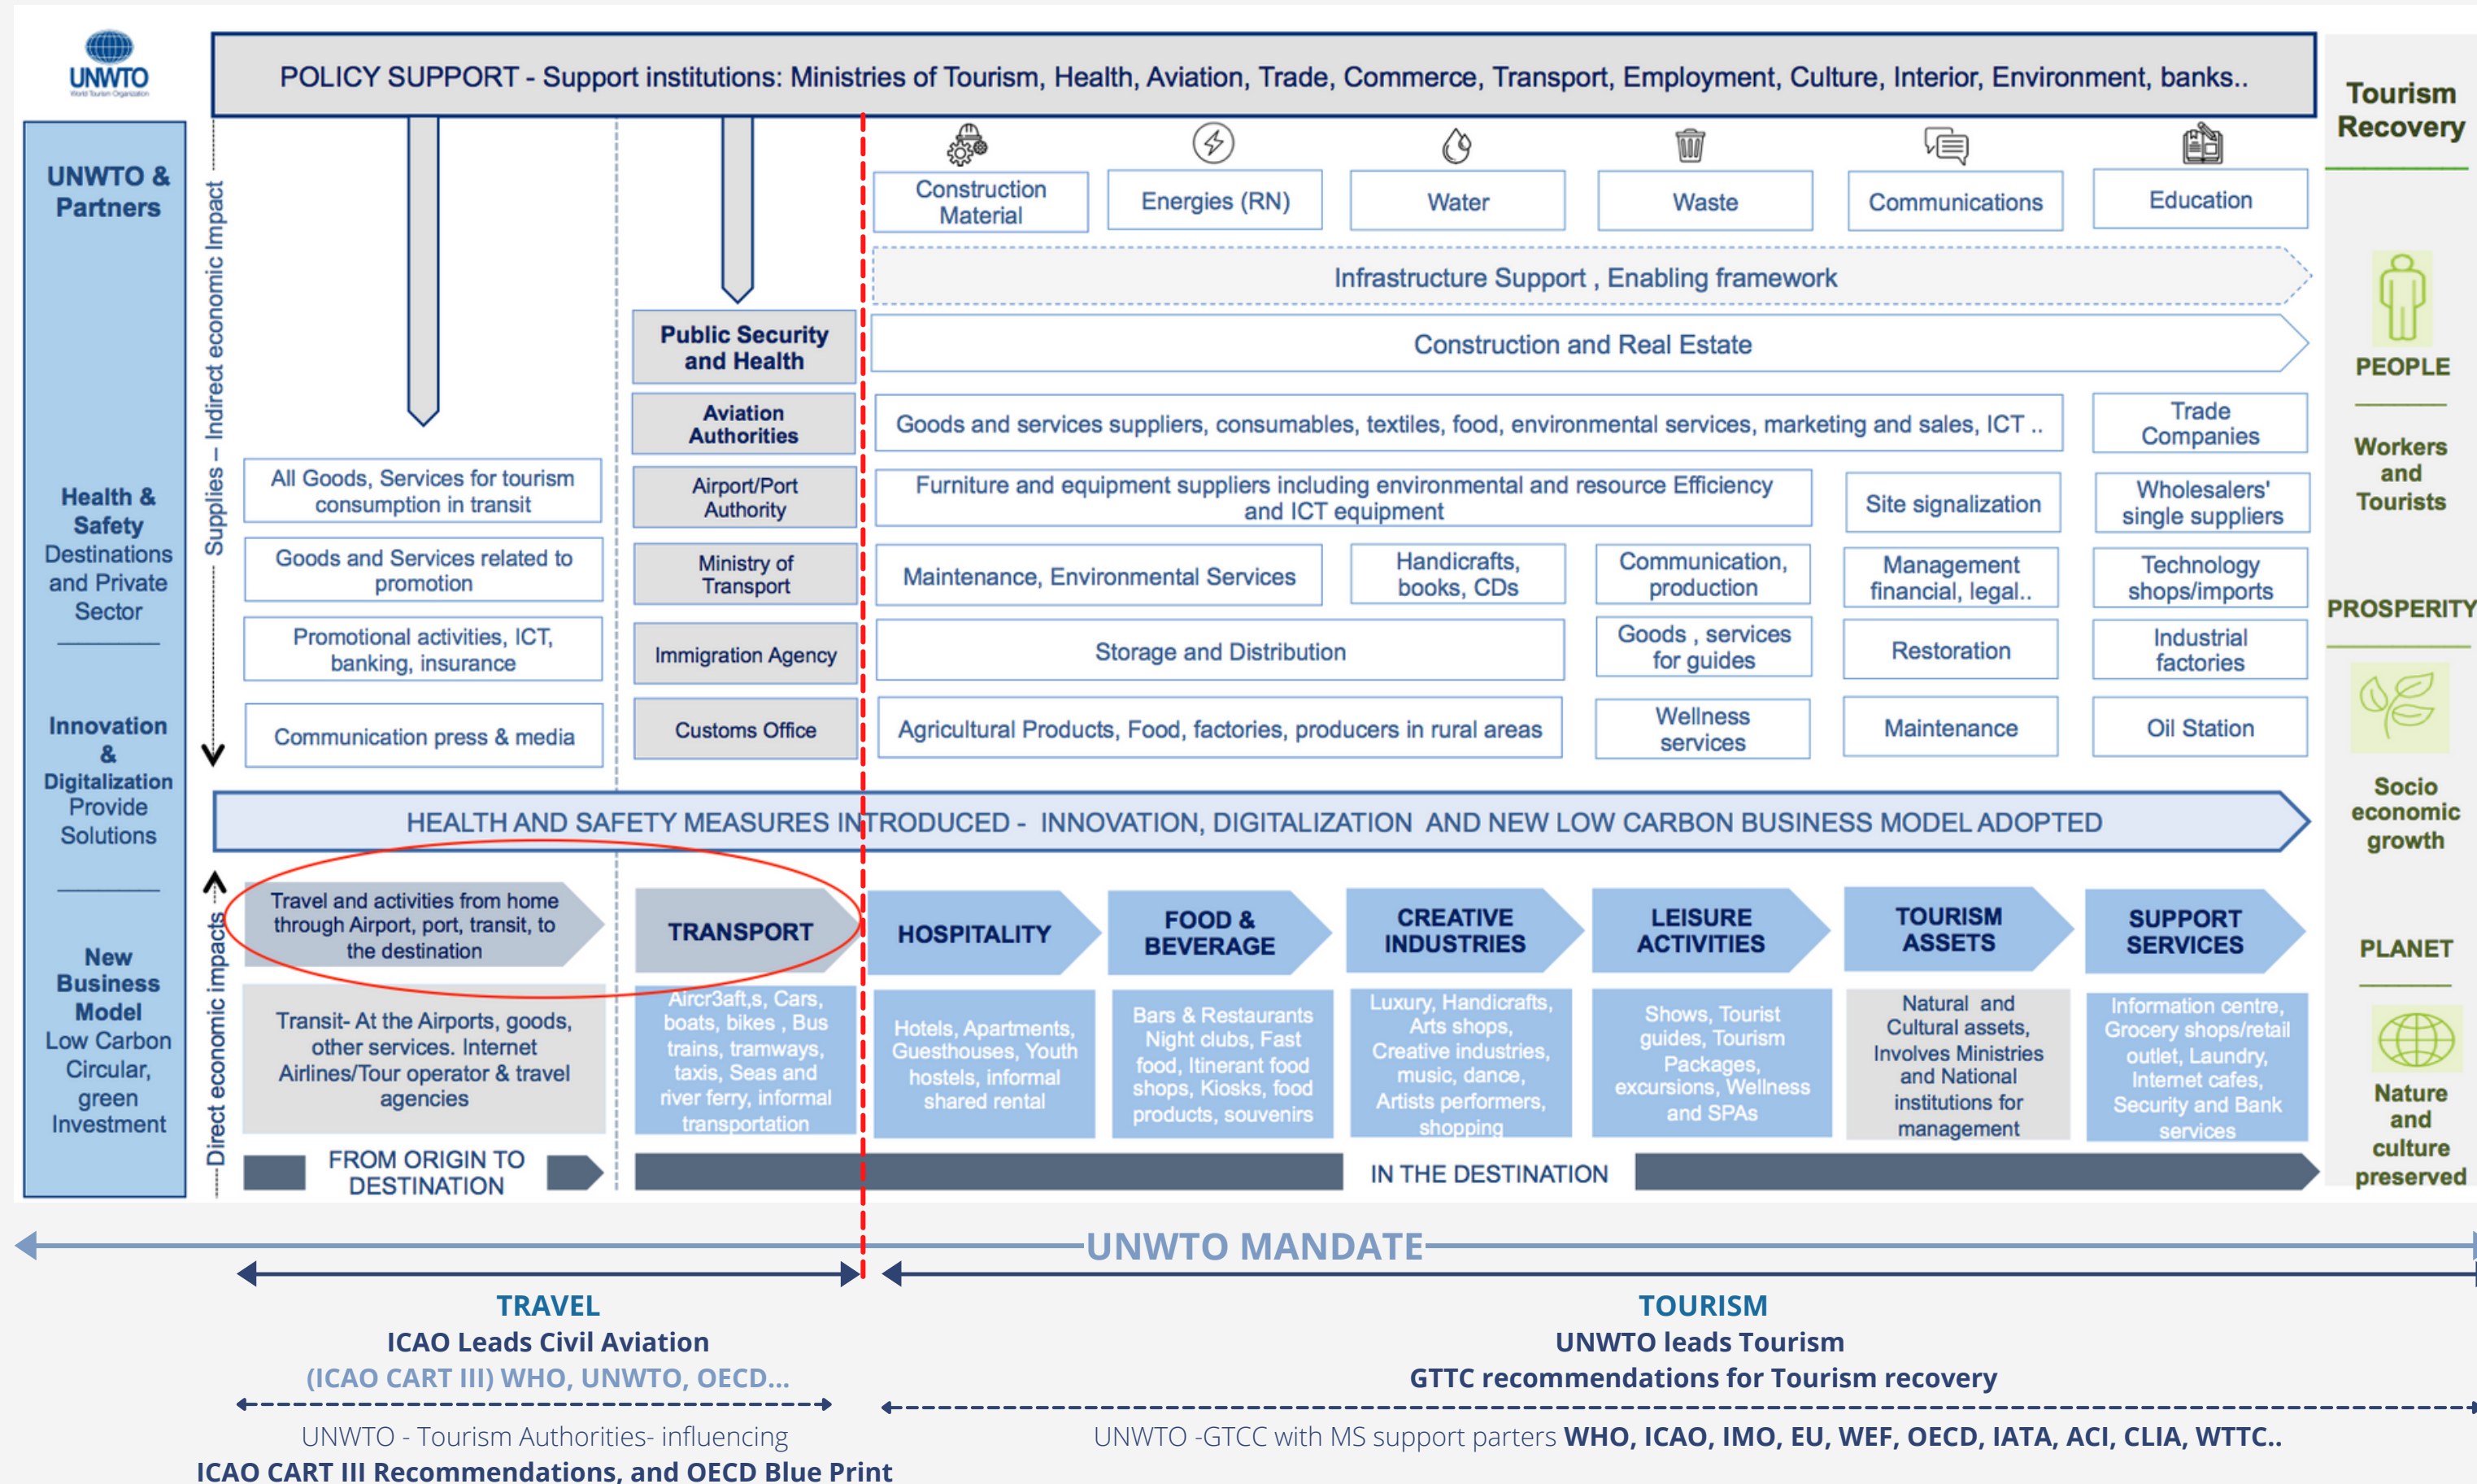 UNWTO
World Tourism Organization
POLICY SUPPORT - Support institutions: Ministries of Tourism, Health, Aviation, Trade, Commerce, Transport, Employment, Culture, Interior, Environment, banks..
Tourism
Recovery
UNWTO &
Partners
Health &
Safety
Destinations
and Private
Sector
Innovation
&
Digitalization
Provide
Solutions
New
Business
Model
Low Carbon
Circular,
green
Investment
Supplies – Indirect economic Impact
Construction
Material
Energies (RN)
Water
Waste
Communications
Education
Infrastructure Support , Enabling framework
Public Security
and Health
Construction and Real Estate
Aviation
Authorities
Goods and services suppliers, consumables, textiles, food, environmental services, marketing and sales, ICT ..
Trade
Companies
All Goods, Services for tourism
consumption in transit
Airport/Port
Authority
Furniture and equipment suppliers including environmental and resource Efficiency
and ICT equipment
Site signalization
Wholesalers'
single suppliers
Goods and Services related to
promotion
Ministry of
Transport
Maintenance, Environmental Services
Handicrafts,
books, CDs
Communication,
production
Management
financial, legal..
Technology
shops/imports
Promotional activities, ICT,
banking, insurance
Immigration Agency
Storage and Distribution
Goods , services
for guides
Restoration
Industrial
factories
Communication press & media
Customs Office
Agricultural Products, Food, factories, producers in rural areas
Wellness
services
Maintenance
Oil Station
HEALTH AND SAFETY MEASURES INTRODUCED - INNOVATION, DIGITALIZATION AND NEW LOW CARBON BUSINESS MODEL ADOPTED
Direct economic impacts
Travel and activities from home
through Airport, port, transit, to
the destination
TRANSPORT
HOSPITALITY
FOOD &
BEVERAGE
CREATIVE
INDUSTRIES
LEISURE
ACTIVITIES
TOURISM
ASSETS
SUPPORT
SERVICES
Transit- At the Airports, goods,
other services. Internet
Airlines/Tour operator & travel
agencies
Aircr3aft,s, Cars,
boats, bikes , Bus
trains, tramways,
taxis, Seas and
river ferry, informal
transportation
Hotels, Apartments,
Guesthouses, Youth
hostels, informal
shared rental
Bars & Restaurants
Night clubs, Fast
food, Itinerant food
shops, Kiosks, food
products, souvenirs
Luxury, Handicrafts,
Arts shops,
Creative industries,
music, dance,
Artists performers,
shopping
Shows, Tourist
guides, Tourism
Packages,
excursions, Wellness
and SPAs
Natural and
Cultural assets,
Involves Ministries
and National
institutions for
management
Information centre,
Grocery shops/retail
outlet, Laundry,
Internet cafes,
Security and Bank
services
FROM ORIGIN TO
DESTINATION
IN THE DESTINATION
PEOPLE
Workers
and
Tourists
PROSPERITY
Socio
economic
growth
PLANET
Nature
and
culture
preserved
UNWTO MANDATE
TRAVEL
ICAO Leads Civil Aviation
(ICAO CART III) WHO, UNWTO, OECD...
UNWTO - Tourism Authorities- influencing
ICAO CART III Recommendations, and OECD Blue Print
TOURISM
UNWTO leads Tourism
GTTC recommendations for Tourism recovery
UNWTO -GTCC with MS support parters WHO, ICAO, IMO, EU, WEF, OECD, IATA, ACI, CLIA, WTTC..